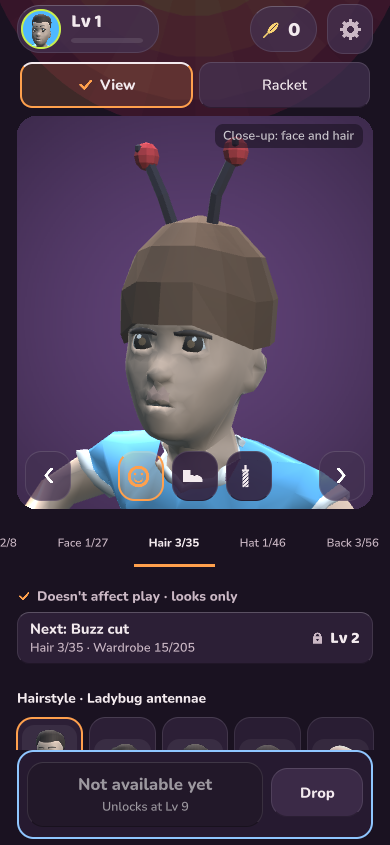 Lv 1
0
View
Racket
Close-up: face and hair
2/8
Face 1/27
Hair 3/35
Hat 1/46
Back 3/56
Doesn't affect play · looks only
Next: Buzz cut
Hair 3/35 · Wardrobe 15/205
Lv 2
Hairstyle · Ladybug antennae
Not available yet
Unlocks at Lv 9
Drop